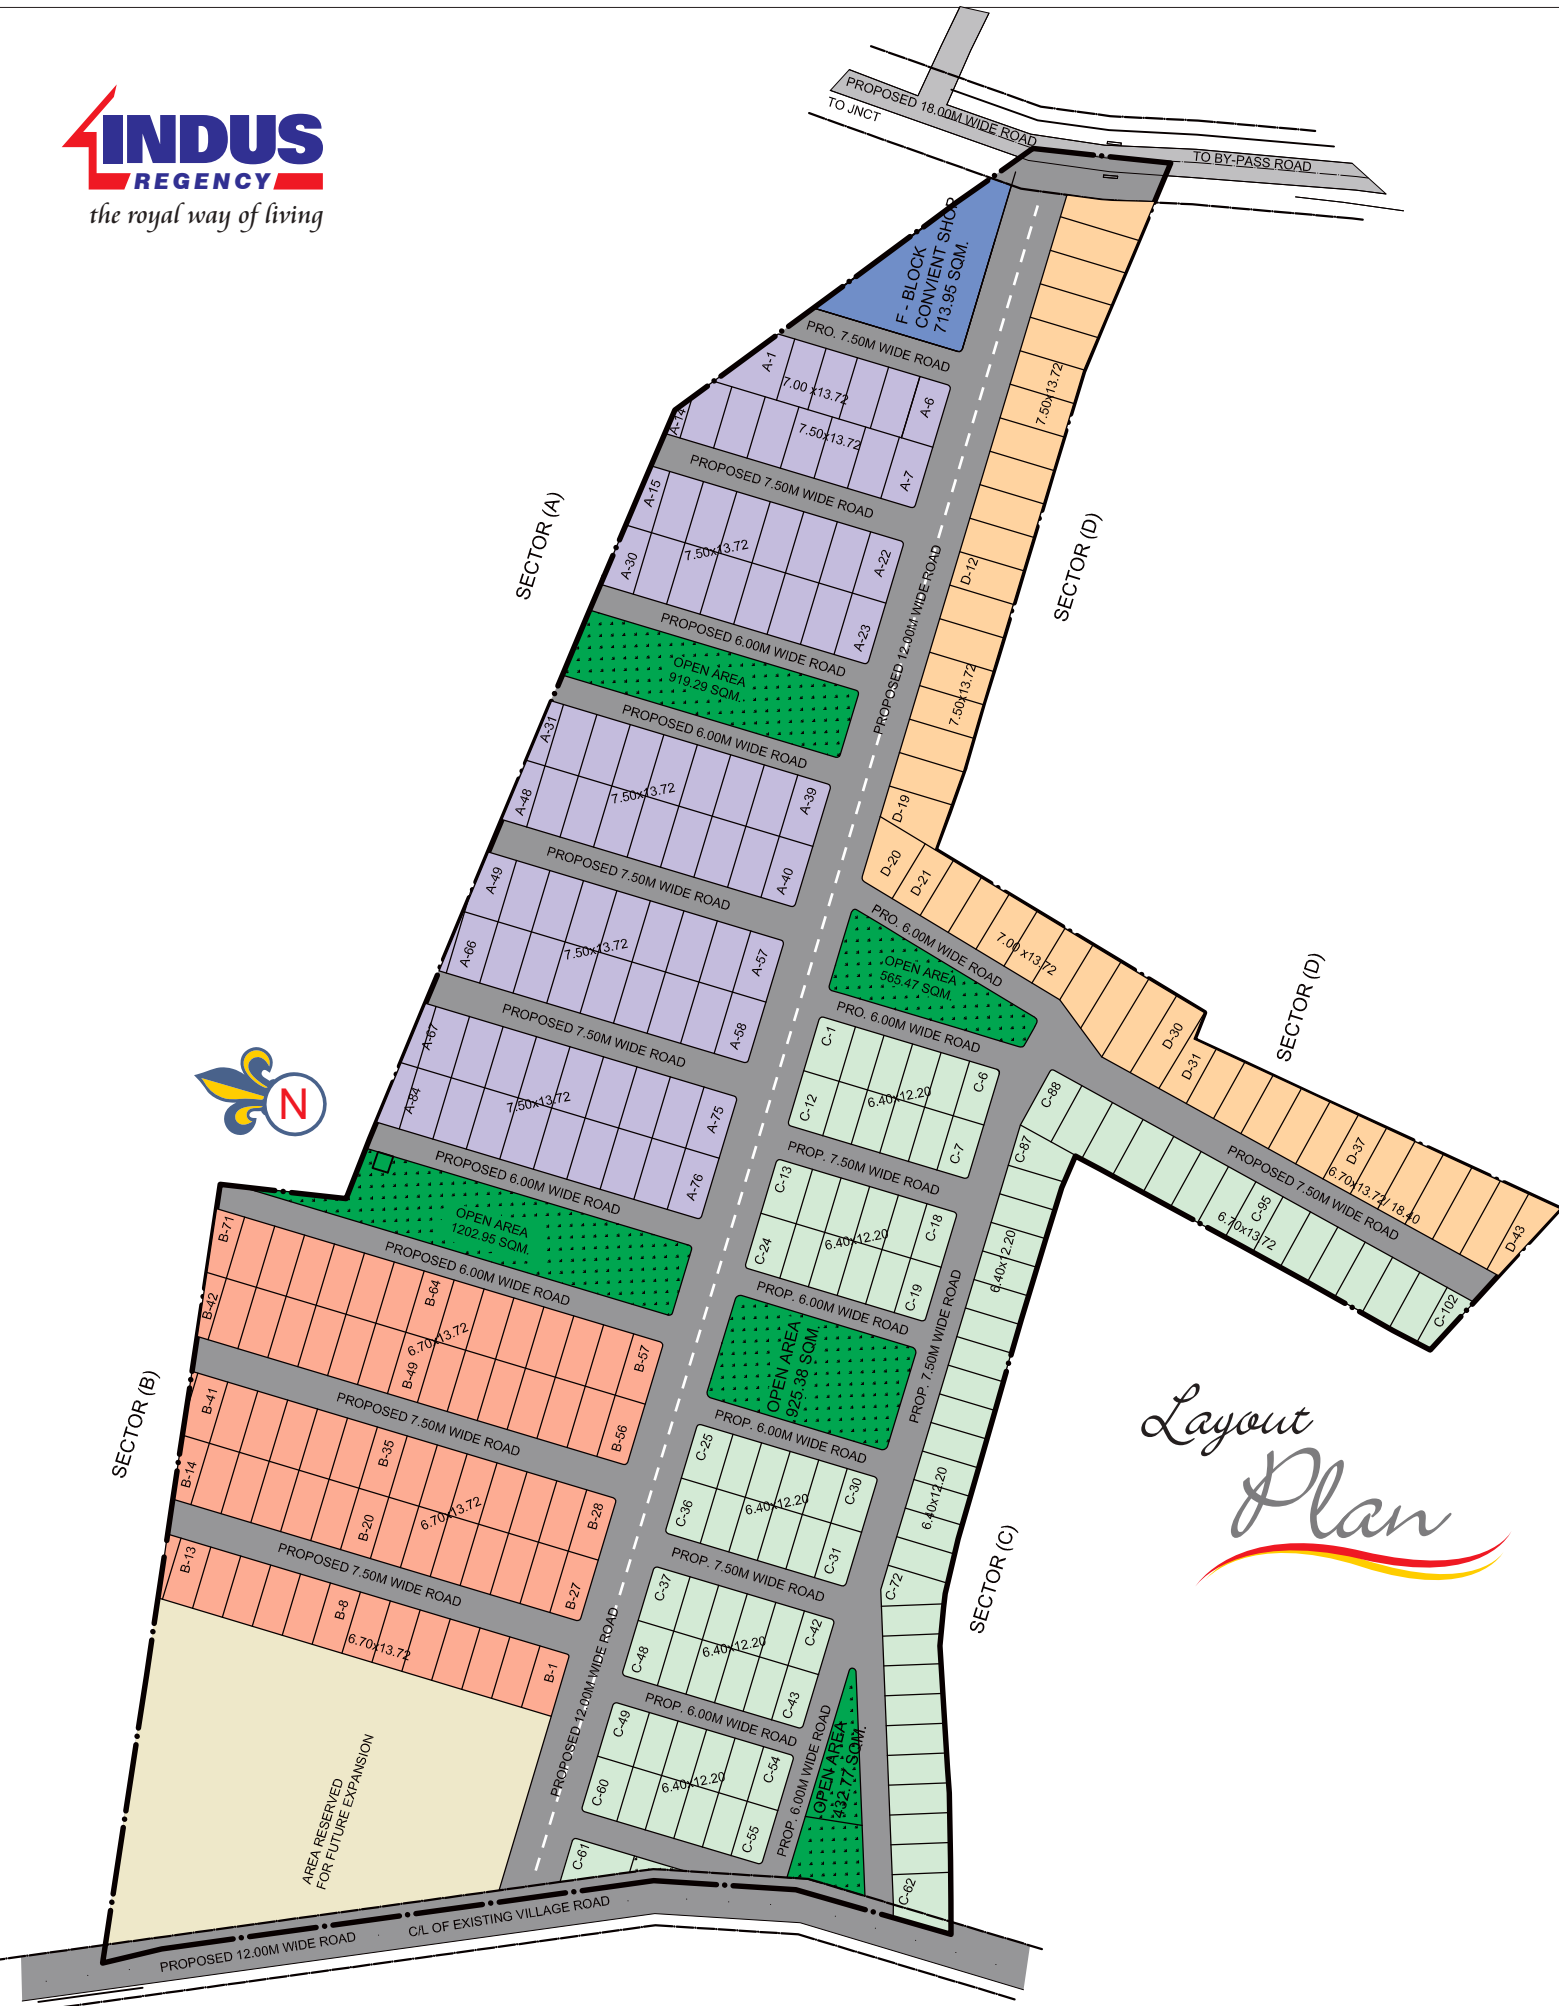 INDUS
REGENCY
the royal way of living
PROPOSED 18.00M WIDE ROAD
TO JNCT
TO BY-PASS ROAD
F - BLOCK
CONVIENT SHOP
713.95 SQM.
PRO. 7.50M WIDE ROAD
A-1
7.00 x13.72
A-6
A-14
7.50x13.72
A-7
7.50x13.72
PROPOSED 7.50M WIDE ROAD
A-15
7.50x13.72
A-22
A-30
A-23
SECTOR (A)
SECTOR (D)
D-12
PROPOSED 12.00M WIDE ROAD
PROPOSED 6.00M WIDE ROAD
OPEN AREA
919.29 SQM.
7.50x13.72
PROPOSED 6.00M WIDE ROAD
A-31
7.50x13.72
A-39
A-48
A-40
D-19
D-20
D-21
PROPOSED 7.50M WIDE ROAD
A-49
7.50x13.72
A-57
A-66
A-58
PRO. 6.00M WIDE ROAD
7.00 x13.72
OPEN AREA
565.47 SQM.
PRO. 6.00M WIDE ROAD
SECTOR (D)
D-30
D-31
PROPOSED 7.50M WIDE ROAD
A-67
7.50x13.72
A-75
A-84
A-76
C-1
C-6
6.40x12.20
C-12
C-7
C-88
C-87
N
D-37
6.70x13.72/ 18.40
D-43
PROPOSED 7.50M WIDE ROAD
C-95
6.70x13.72
C-102
PROPOSED 6.00M WIDE ROAD
OPEN AREA
1202.95 SQM.
PROP. 7.50M WIDE ROAD
C-13
C-18
6.40x12.20
C-24
C-19
6.40x12.20
PROPOSED 6.00M WIDE ROAD
B-71
B-64
B-57
6.70x13.72
B-42
B-49
B-56
PROP. 6.00M WIDE ROAD
OPEN AREA
925.38 SQM.
PROP. 7.50M WIDE ROAD
SECTOR (B)
PROPOSED 7.50M WIDE ROAD
B-41
B-35
B-28
6.70x13.72
B-14
B-20
B-27
PROP. 6.00M WIDE ROAD
C-25
C-30
6.40x12.20
C-36
C-31
6.40x12.20
Layout
Plan
PROPOSED 7.50M WIDE ROAD
B-13
B-8
B-1
6.70x13.72
PROP. 7.50M WIDE ROAD
C-37
C-42
6.40x12.20
C-48
C-43
C-72
SECTOR (C)
PROPOSED 12.00M WIDE ROAD
PROP. 6.00M WIDE ROAD
C-49
C-54
6.40x12.20
C-60
C-55
PROP. 6.00M WIDE ROAD
OPEN AREA
432.77 SQM.
AREA RESERVED
FOR FUTURE EXPANSION
C-61
C-62
C/L OF EXISTING VILLAGE ROAD
PROPOSED 12.00M WIDE ROAD